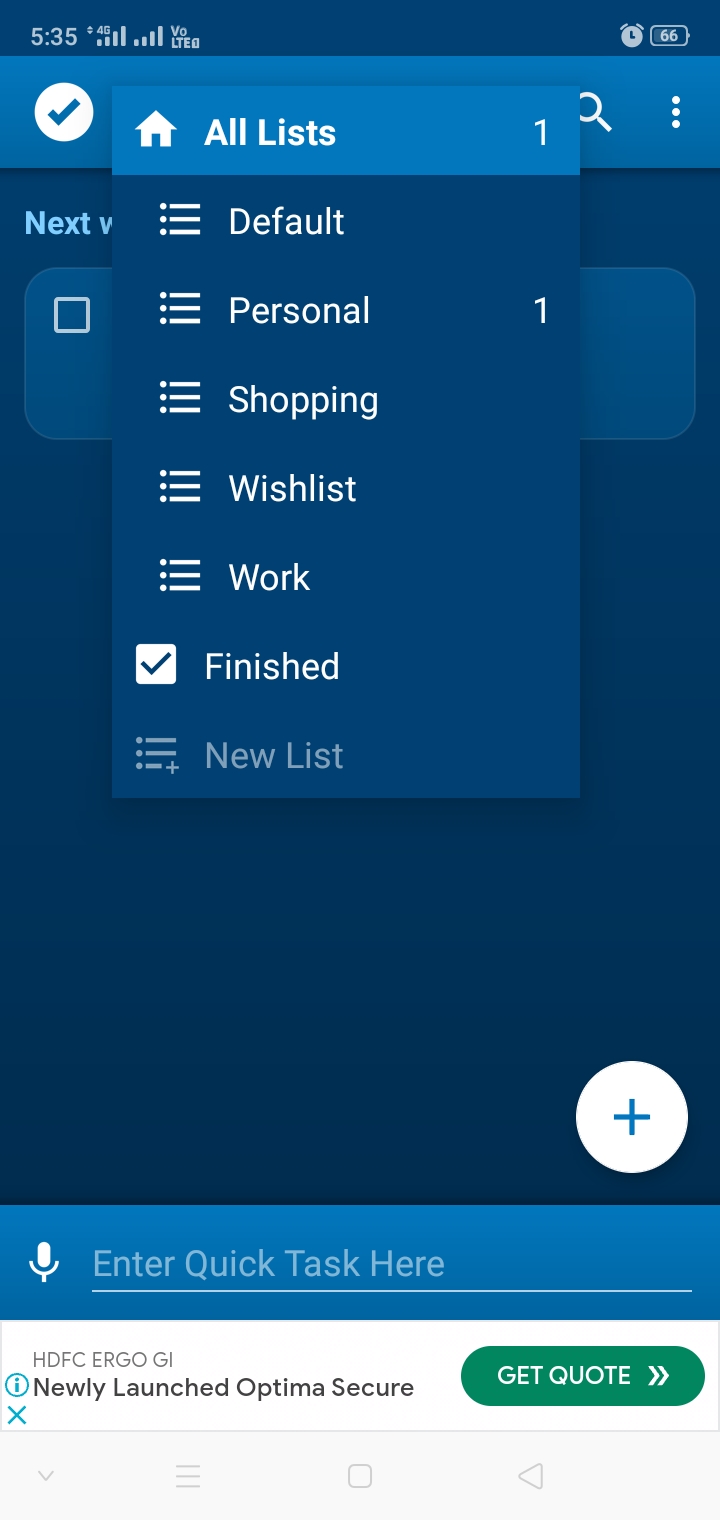 5:35 4G Vo LTE 66
All Lists 1
Next
Default
Personal 1
Shopping
Wishlist
Work
Finished
New List
Enter Quick Task Here
HDFC ERGO GI
Newly Launched Optima Secure
GET QUOTE